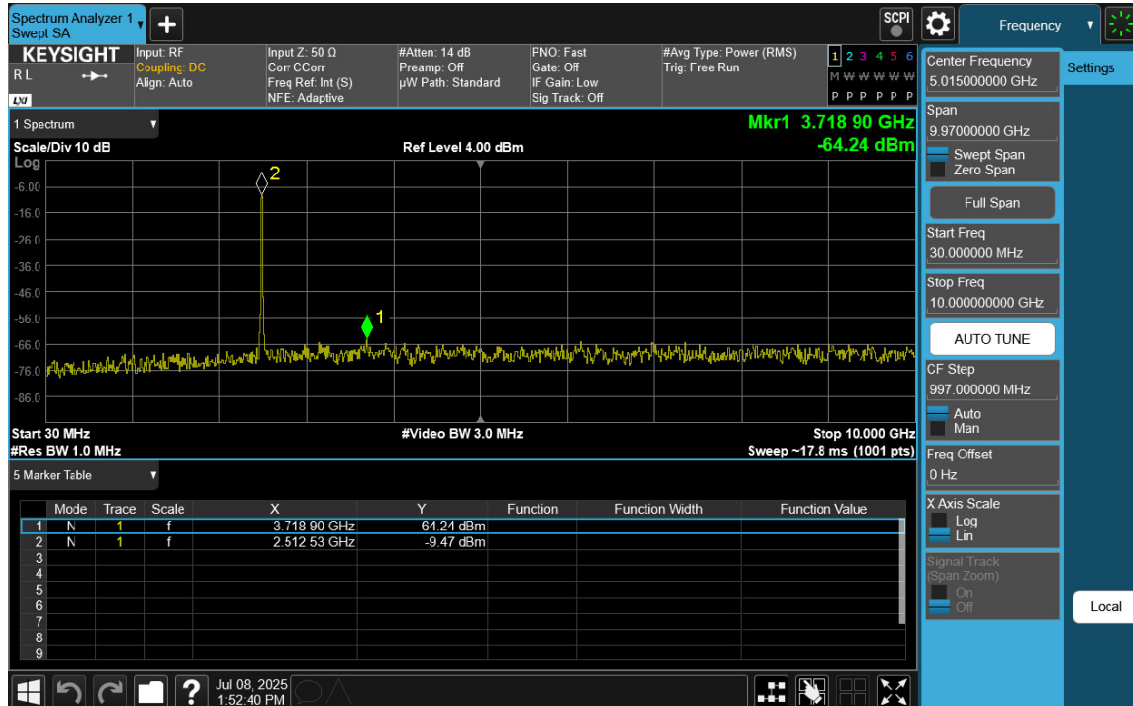 Spectrum Analyzer 1
Swept SA
+
SCPI
Frequency
KEYSIGHT
R L
LXI
Input: RF
Coupling: DC
Align: Auto
Input Z: 50 Ω
Corr CCorr
Freq Ref: Int (S)
NFE: Adaptive
#Atten: 14 dB
Preamp: Off
µW Path: Standard
PNO: Fast
Gate: Off
IF Gain: Low
Sig Track: Off
#Avg Type: Power (RMS)
Trig: Free Run
1 2 3 4 5 6
M W W W W W
P P P P P P
1 Spectrum
Scale/Div 10 dB
Ref Level 4.00 dBm
Mkr1 3.718 90 GHz
-64.24 dBm
Log
-6.00
-16.0
-26.0
-36.0
-46.0
-56.0
-66.0
-76.0
-86.0
2
1
Start 30 MHz
#Video BW 3.0 MHz
Stop 10.000 GHz
#Res BW 1.0 MHz
Sweep ~17.8 ms (1001 pts)
5 Marker Table
Mode Trace Scale X Y Function Function Width Function Value
1 N 1 f 3.718 90 GHz 64.24 dBm
2 N 1 f 2.512 53 GHz -9.47 dBm
3
4
5
6
7
8
9
Jul 08, 2025
1:52:40 PM
?
Center Frequency
5.015000000 GHz
Span
9.97000000 GHz
Swept Span
Zero Span
Full Span
Start Freq
30.000000 MHz
Stop Freq
10.000000000 GHz
AUTO TUNE
CF Step
997.000000 MHz
Auto
Man
Freq Offset
0 Hz
X Axis Scale
Log
Lin
Signal Track
(Span Zoom)
On
Off
Settings
Local